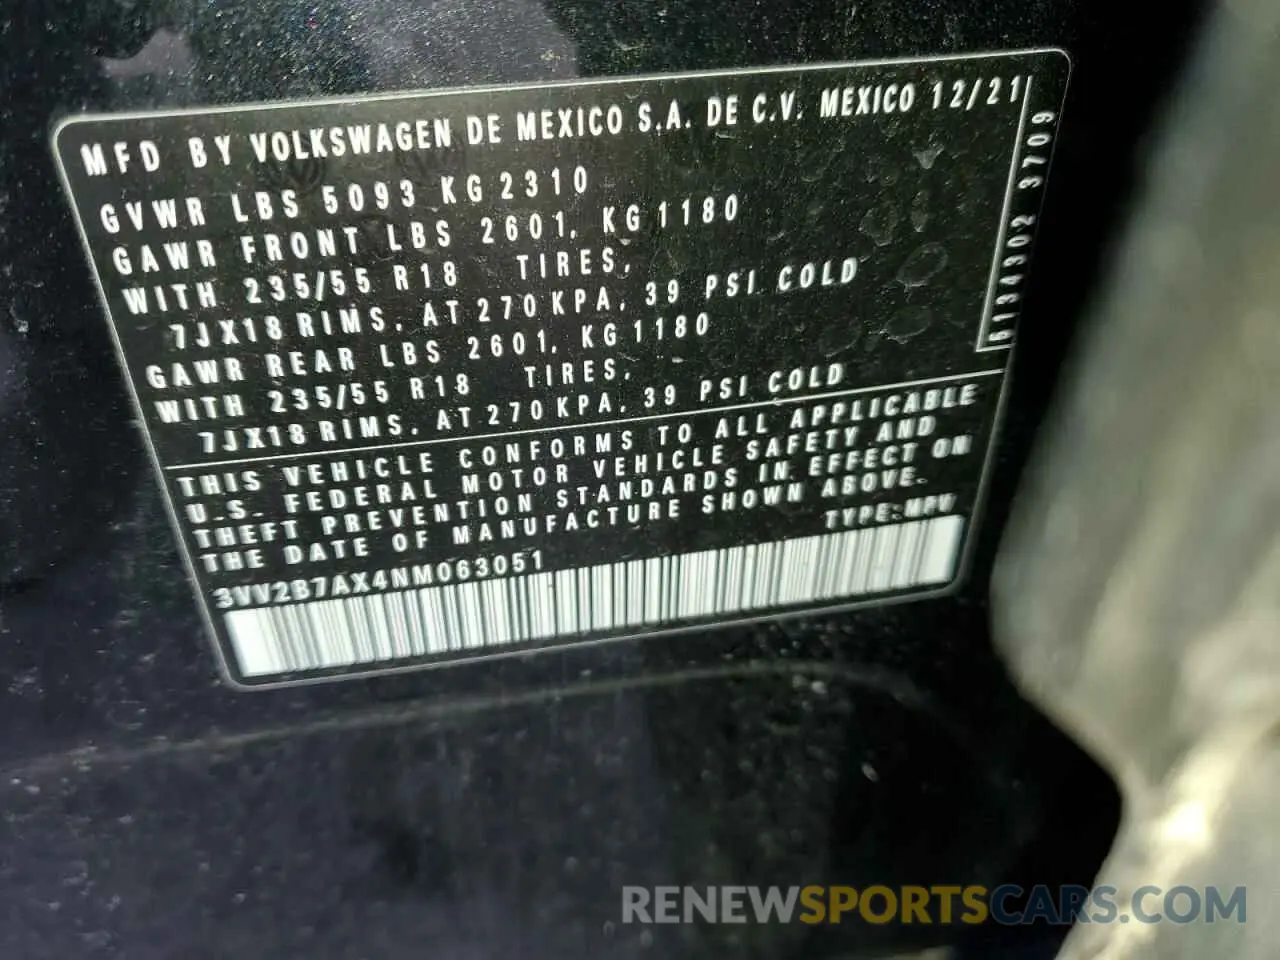 MFD BY VOLKSWAGEN DE MEXICO S.A. DE C.V. MEXICO 12/21
GVWR LBS 5093 KG 2310
GAWR FRONT LBS 2601, KG 1180
WITH 235/55 R18 TIRES,
7JX18 RIMS, AT 270 KPA, 39 PSI COLD
GAWR REAR LBS 2601, KG 1180
WITH 235/55 R18 TIRES,
7JX18 RIMS, AT 270 KPA, 39 PSI COLD
THIS VEHICLE CONFORMS TO ALL APPLICABLE
U.S. FEDERAL MOTOR VEHICLE SAFETY AND
THEFT PREVENTION STANDARDS IN EFFECT ON
THE DATE OF MANUFACTURE SHOWN ABOVE.
3VV2B7AX4NM063051 TYPE:MPV
RENEWSPORTSCARS.COM